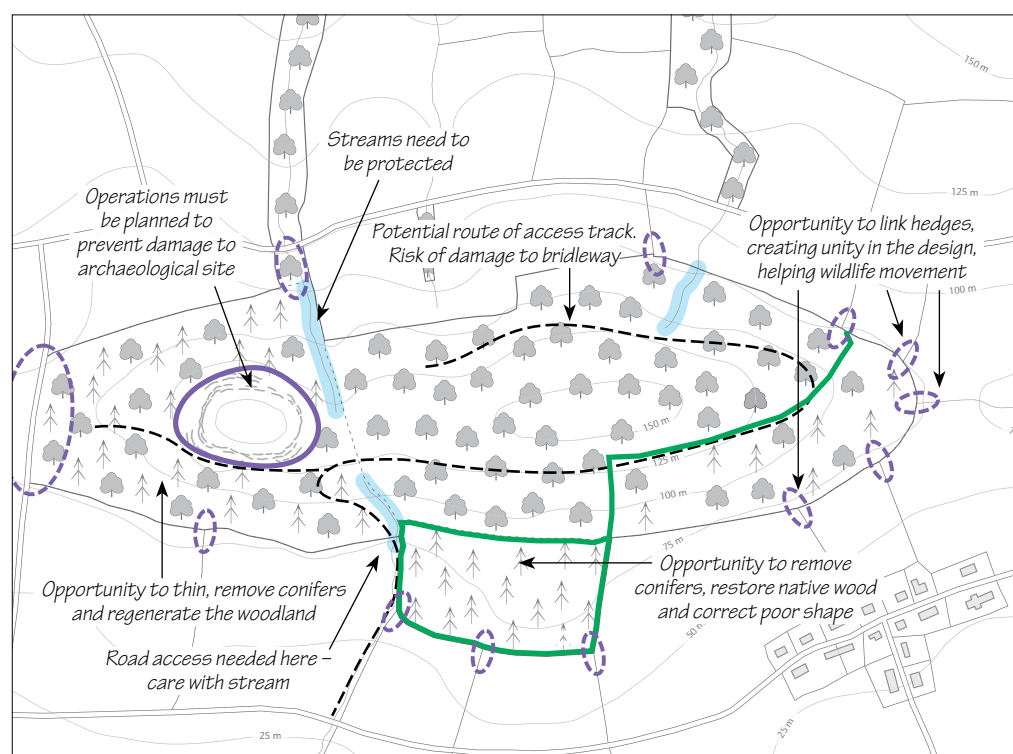 150 m
Streams need to
be protected
125 m
Operations must
be planned to
prevent damage to
archaeological site
Potential route of access track.
Risk of damage to bridleway
Opportunity to link hedges,
creating unity in the design,
helping wildlife movement
100 m
150 m
125 m
100 m
75 m
Opportunity to thin, remove conifers
and regenerate the woodland
Opportunity to remove
conifers, restore native wood
and correct poor shape
50 m
Road access needed here –
care with stream
25 m
25 m